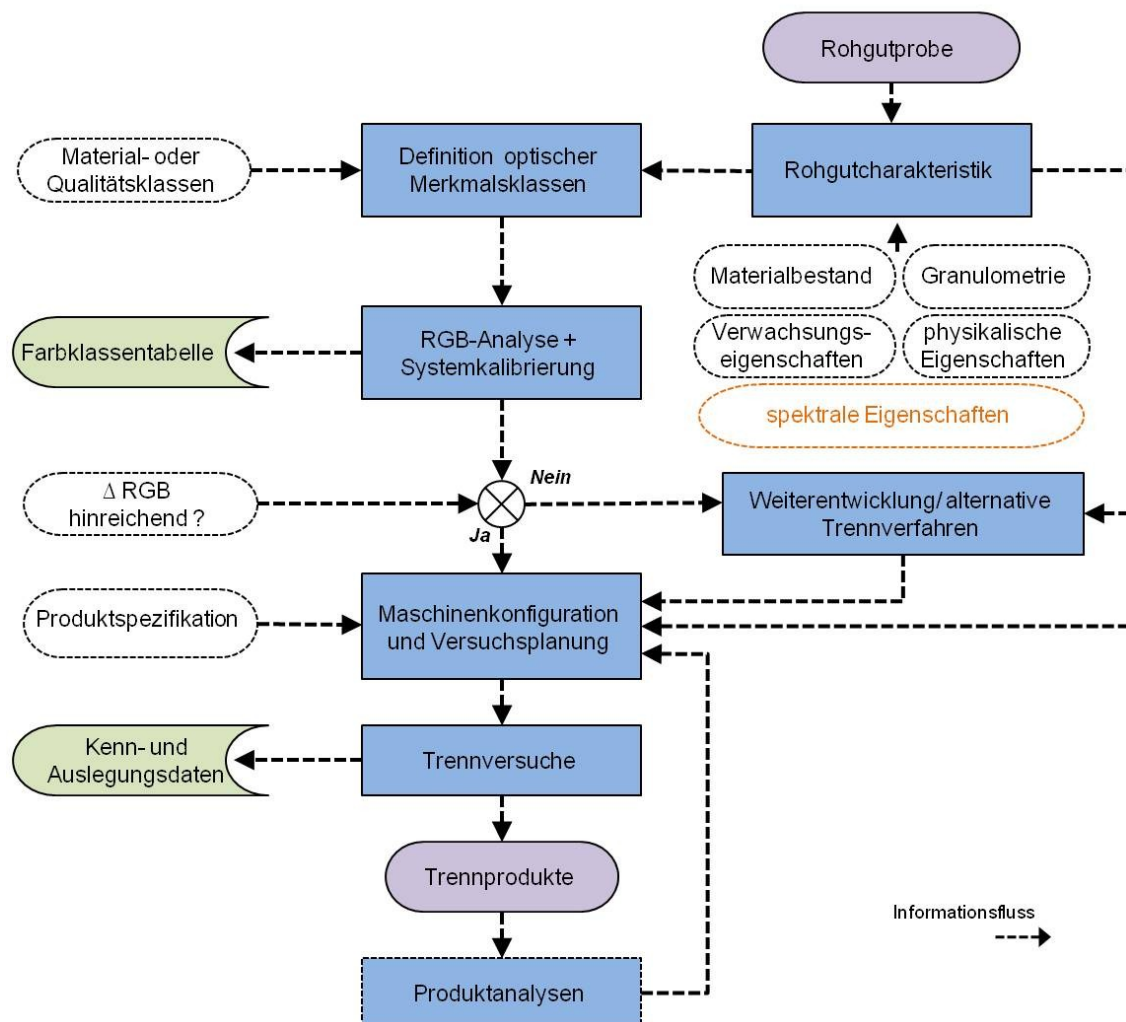 Rohgutprobe
Material- oder
Qualitätsklassen
Definition optischer
Merkmalsklassen
Rohgutcharakteristik
Materialbestand
Granulometrie
Verwachsungs-
eigenschaften
physikalische
Eigenschaften
spektrale Eigenschaften
Farbklassentabelle
RGB-Analyse +
Systemkalibrierung
Δ RGB
hinreichend ?
Nein
Ja
Weiterentwicklung/ alternative
Trennverfahren
Produktspezifikation
Maschinenkonfiguration
und Versuchsplanung
Kenn- und
Auslegungsdaten
Trennversuche
Trennprodukte
Informationsfluss
Produktanalysen